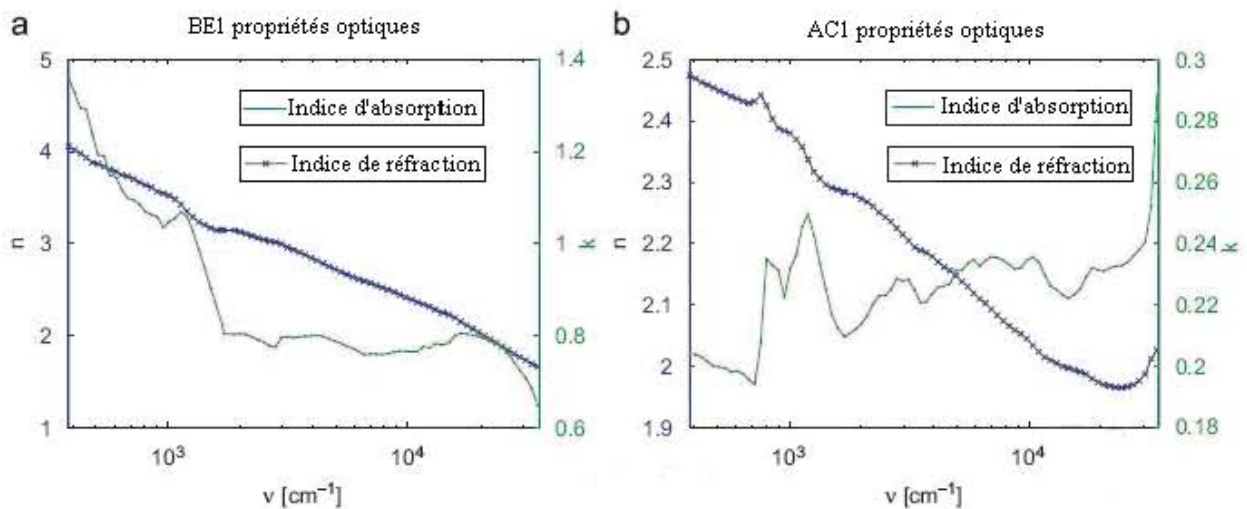 a
BE1 propriétés optiques
5
4
3
2
1
n
1.4
1.2
1
0.8
0.6
k
Indice d'absorption
Indice de réfraction
10³
10⁴
ν [cm⁻¹]
b
AC1 propriétés optiques
2.5
2.4
2.3
2.2
2.1
2
1.9
n
0.3
0.28
0.26
0.24
0.22
0.2
0.18
k
Indice d'absorption
Indice de réfraction
10³
10⁴
ν [cm⁻¹]